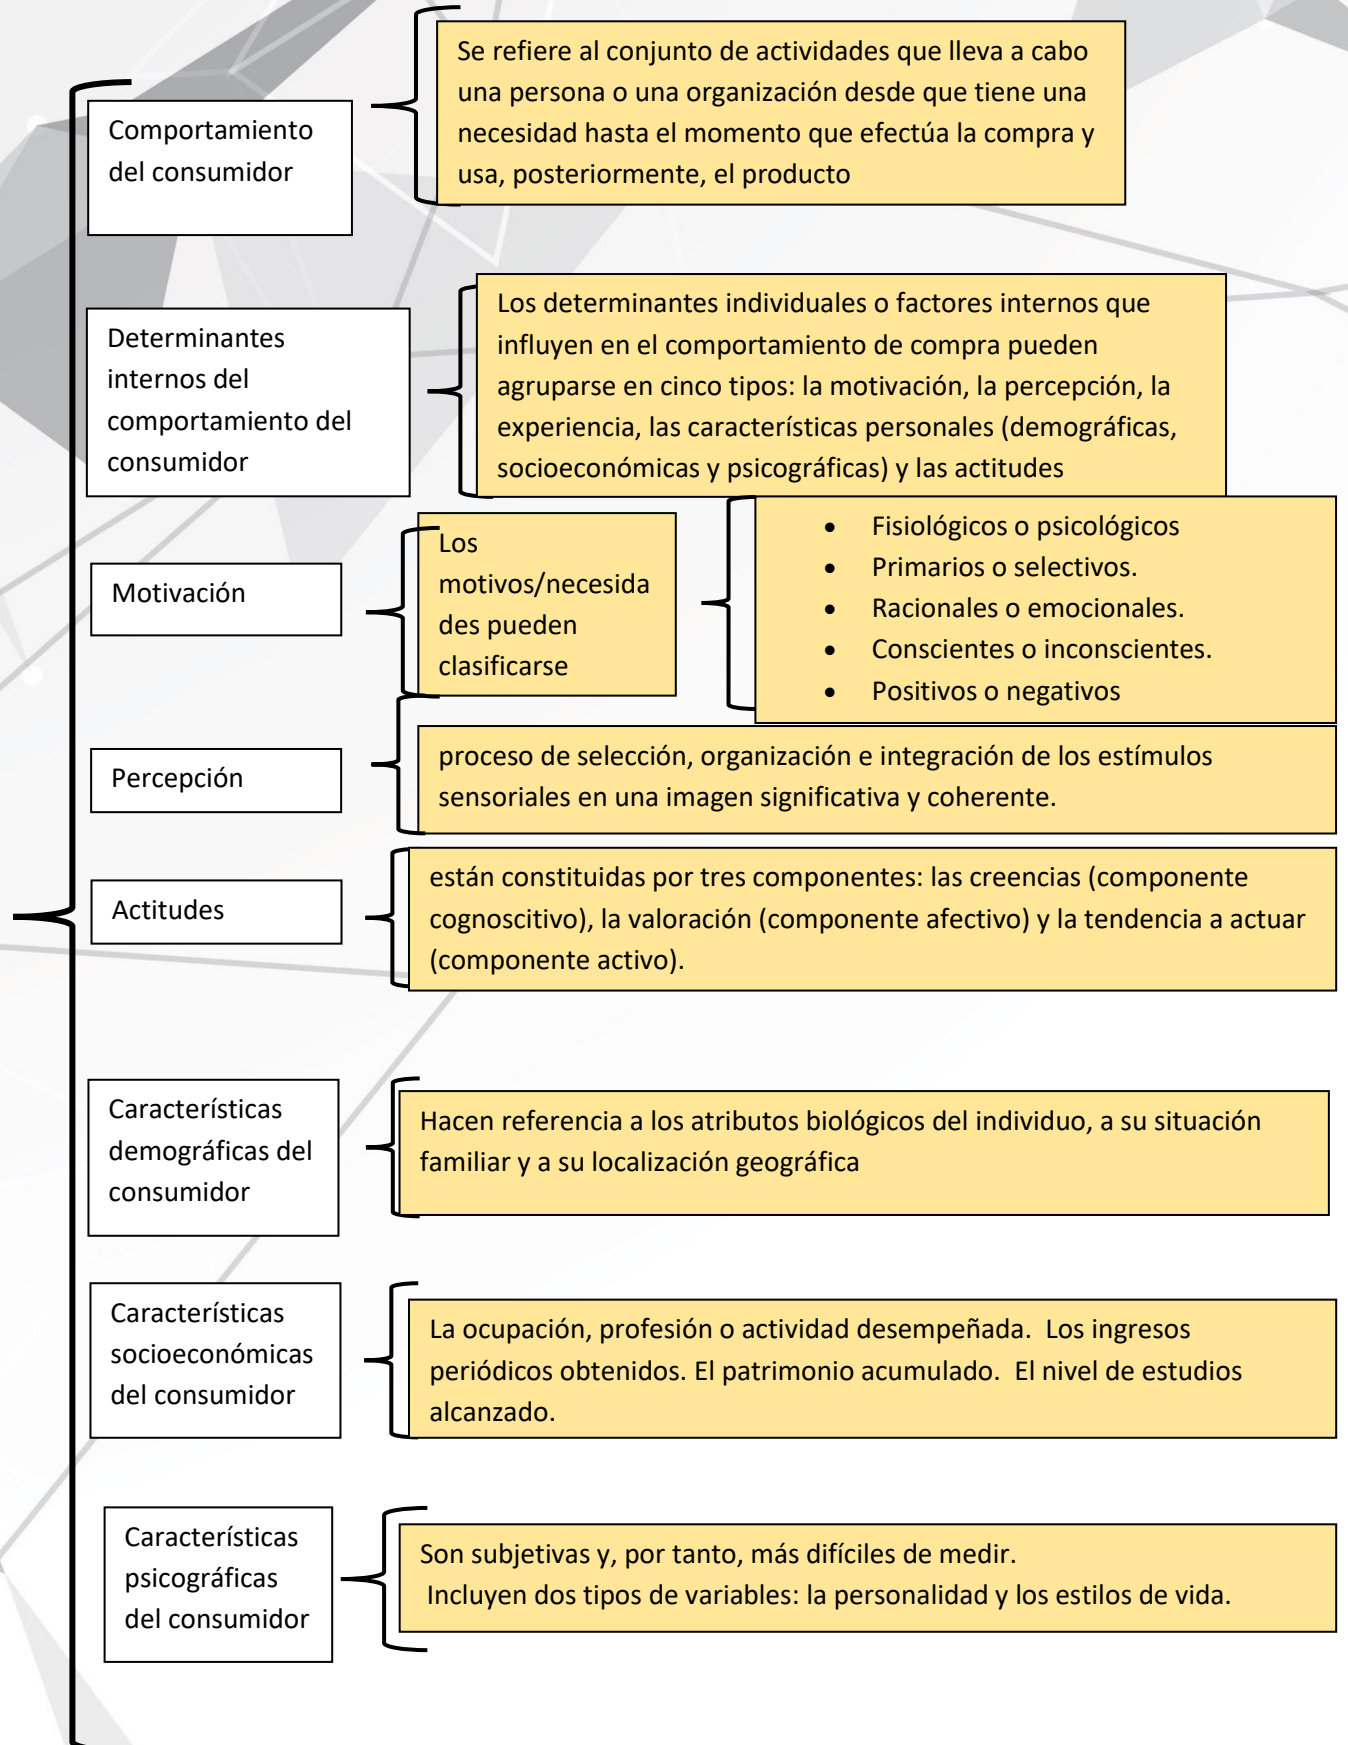 Comportamiento
del consumidor
Se refiere al conjunto de actividades que lleva a cabo
una persona o una organización desde que tiene una
necesidad hasta el momento que efectúa la compra y
usa, posteriormente, el producto
Determinantes
internos del
comportamiento del
consumidor
Los determinantes individuales o factores internos que
influyen en el comportamiento de compra pueden
agruparse en cinco tipos: la motivación, la percepción, la
experiencia, las características personales (demográficas,
socioeconómicas y psicográficas) y las actitudes
Motivación
Los
motivos/necesida
des pueden
clasificarse
• Fisiológicos o psicológicos
• Primarios o selectivos.
• Racionales o emocionales.
• Conscientes o inconscientes.
• Positivos o negativos
Percepción
proceso de selección, organización e integración de los estímulos
sensoriales en una imagen significativa y coherente.
Actitudes
están constituidas por tres componentes: las creencias (componente
cognoscitivo), la valoración (componente afectivo) y la tendencia a actuar
(componente activo).
Características
demográficas del
consumidor
Hacen referencia a los atributos biológicos del individuo, a su situación
familiar y a su localización geográfica
Características
socioeconómicas
del consumidor
La ocupación, profesión o actividad desempeñada.  Los ingresos
periódicos obtenidos. El patrimonio acumulado.  El nivel de estudios
alcanzado.
Características
psicográficas
del consumidor
Son subjetivas y, por tanto, más difíciles de medir.
Incluyen dos tipos de variables: la personalidad y los estilos de vida.